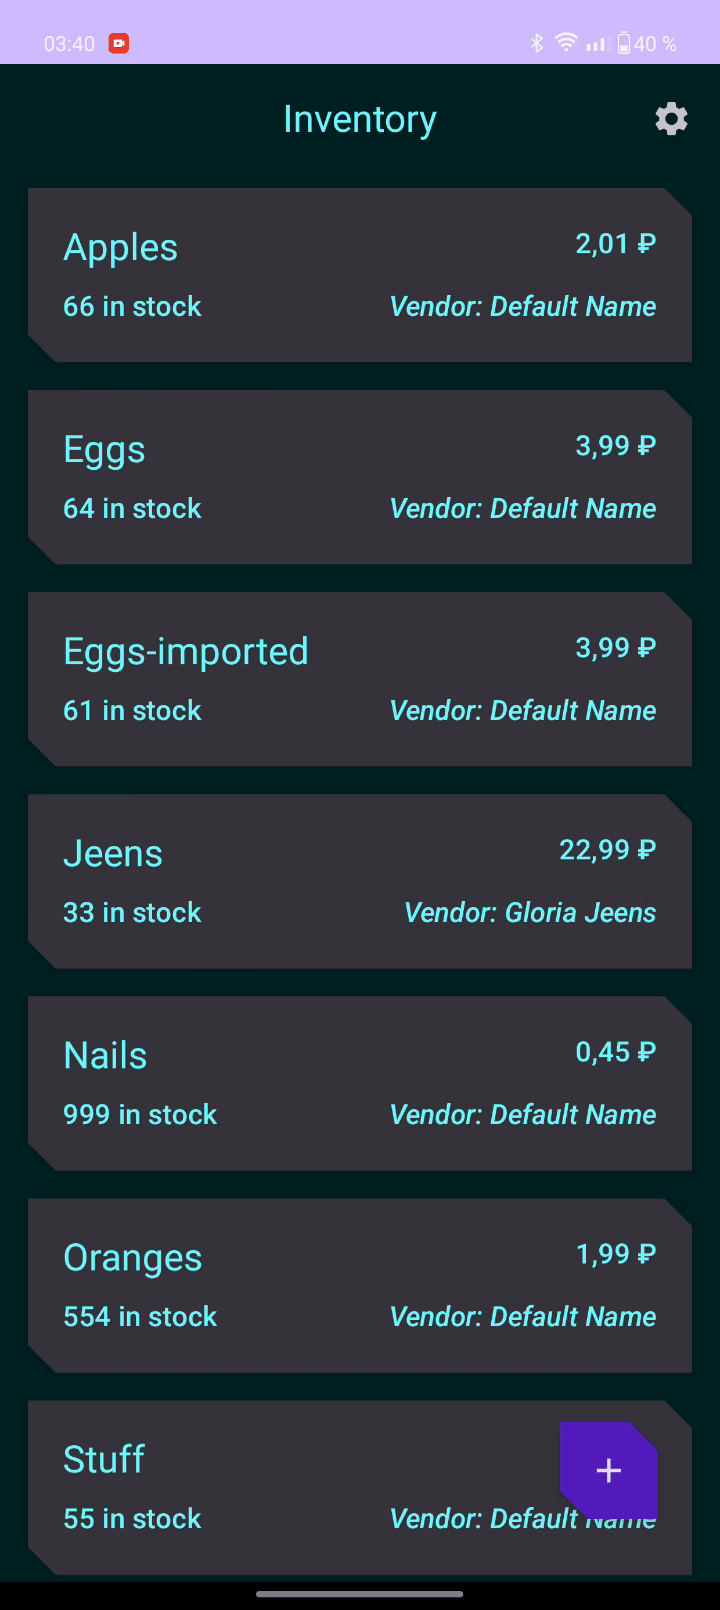 03:40 40 %
Inventory
Apples 2,01 ₽
66 in stock Vendor: Default Name
Eggs 3,99 ₽
64 in stock Vendor: Default Name
Eggs-imported 3,99 ₽
61 in stock Vendor: Default Name
Jeens 22,99 ₽
33 in stock Vendor: Gloria Jeens
Nails 0,45 ₽
999 in stock Vendor: Default Name
Oranges 1,99 ₽
554 in stock Vendor: Default Name
Stuff
55 in stock Vendor: Default Name